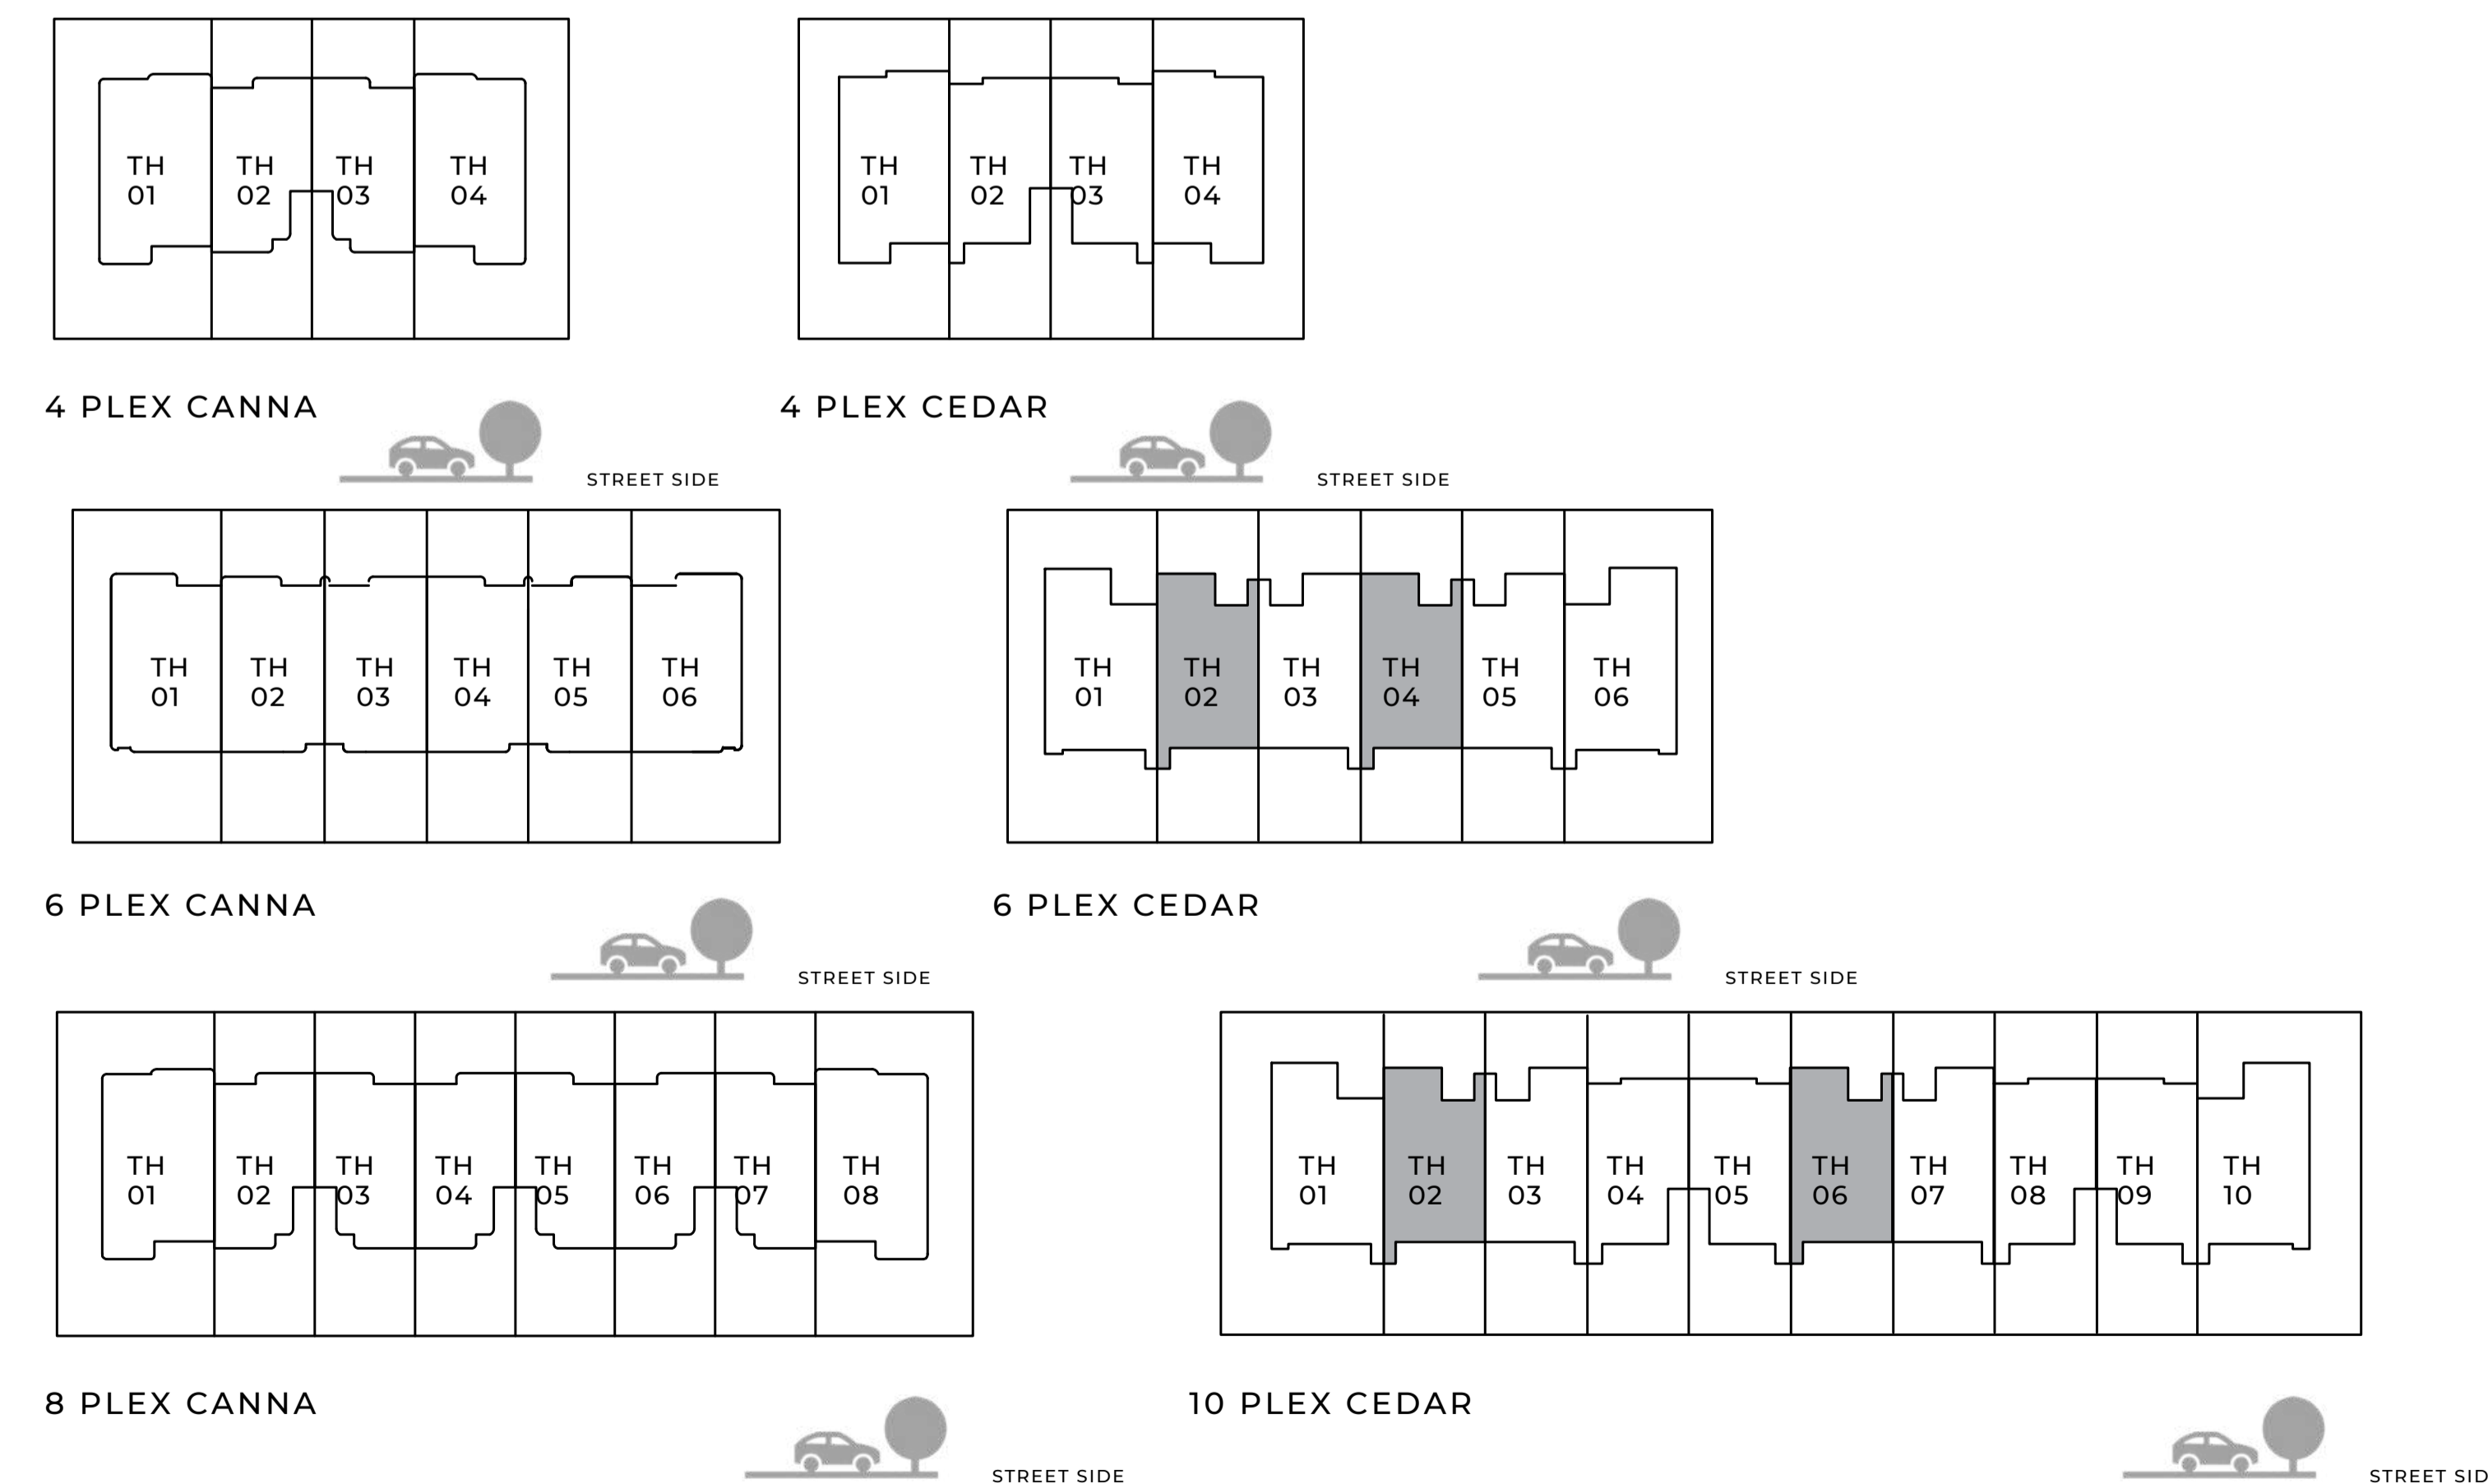 TH
01
TH
02
TH
03
TH
04
4 PLEX CANNA
STREET SIDE
TH
01
TH
02
TH
03
TH
04
4 PLEX CEDAR
STREET SIDE
TH
01
TH
02
TH
03
TH
04
TH
05
TH
06
6 PLEX CANNA
STREET SIDE
TH
01
TH
02
TH
03
TH
04
TH
05
TH
06
6 PLEX CEDAR
STREET SIDE
TH
01
TH
02
TH
03
TH
04
TH
05
TH
06
TH
07
TH
08
8 PLEX CANNA
STREET SIDE
TH
01
TH
02
TH
03
TH
04
TH
05
TH
06
TH
07
TH
08
TH
09
TH
10
10 PLEX CEDAR
STREET SID